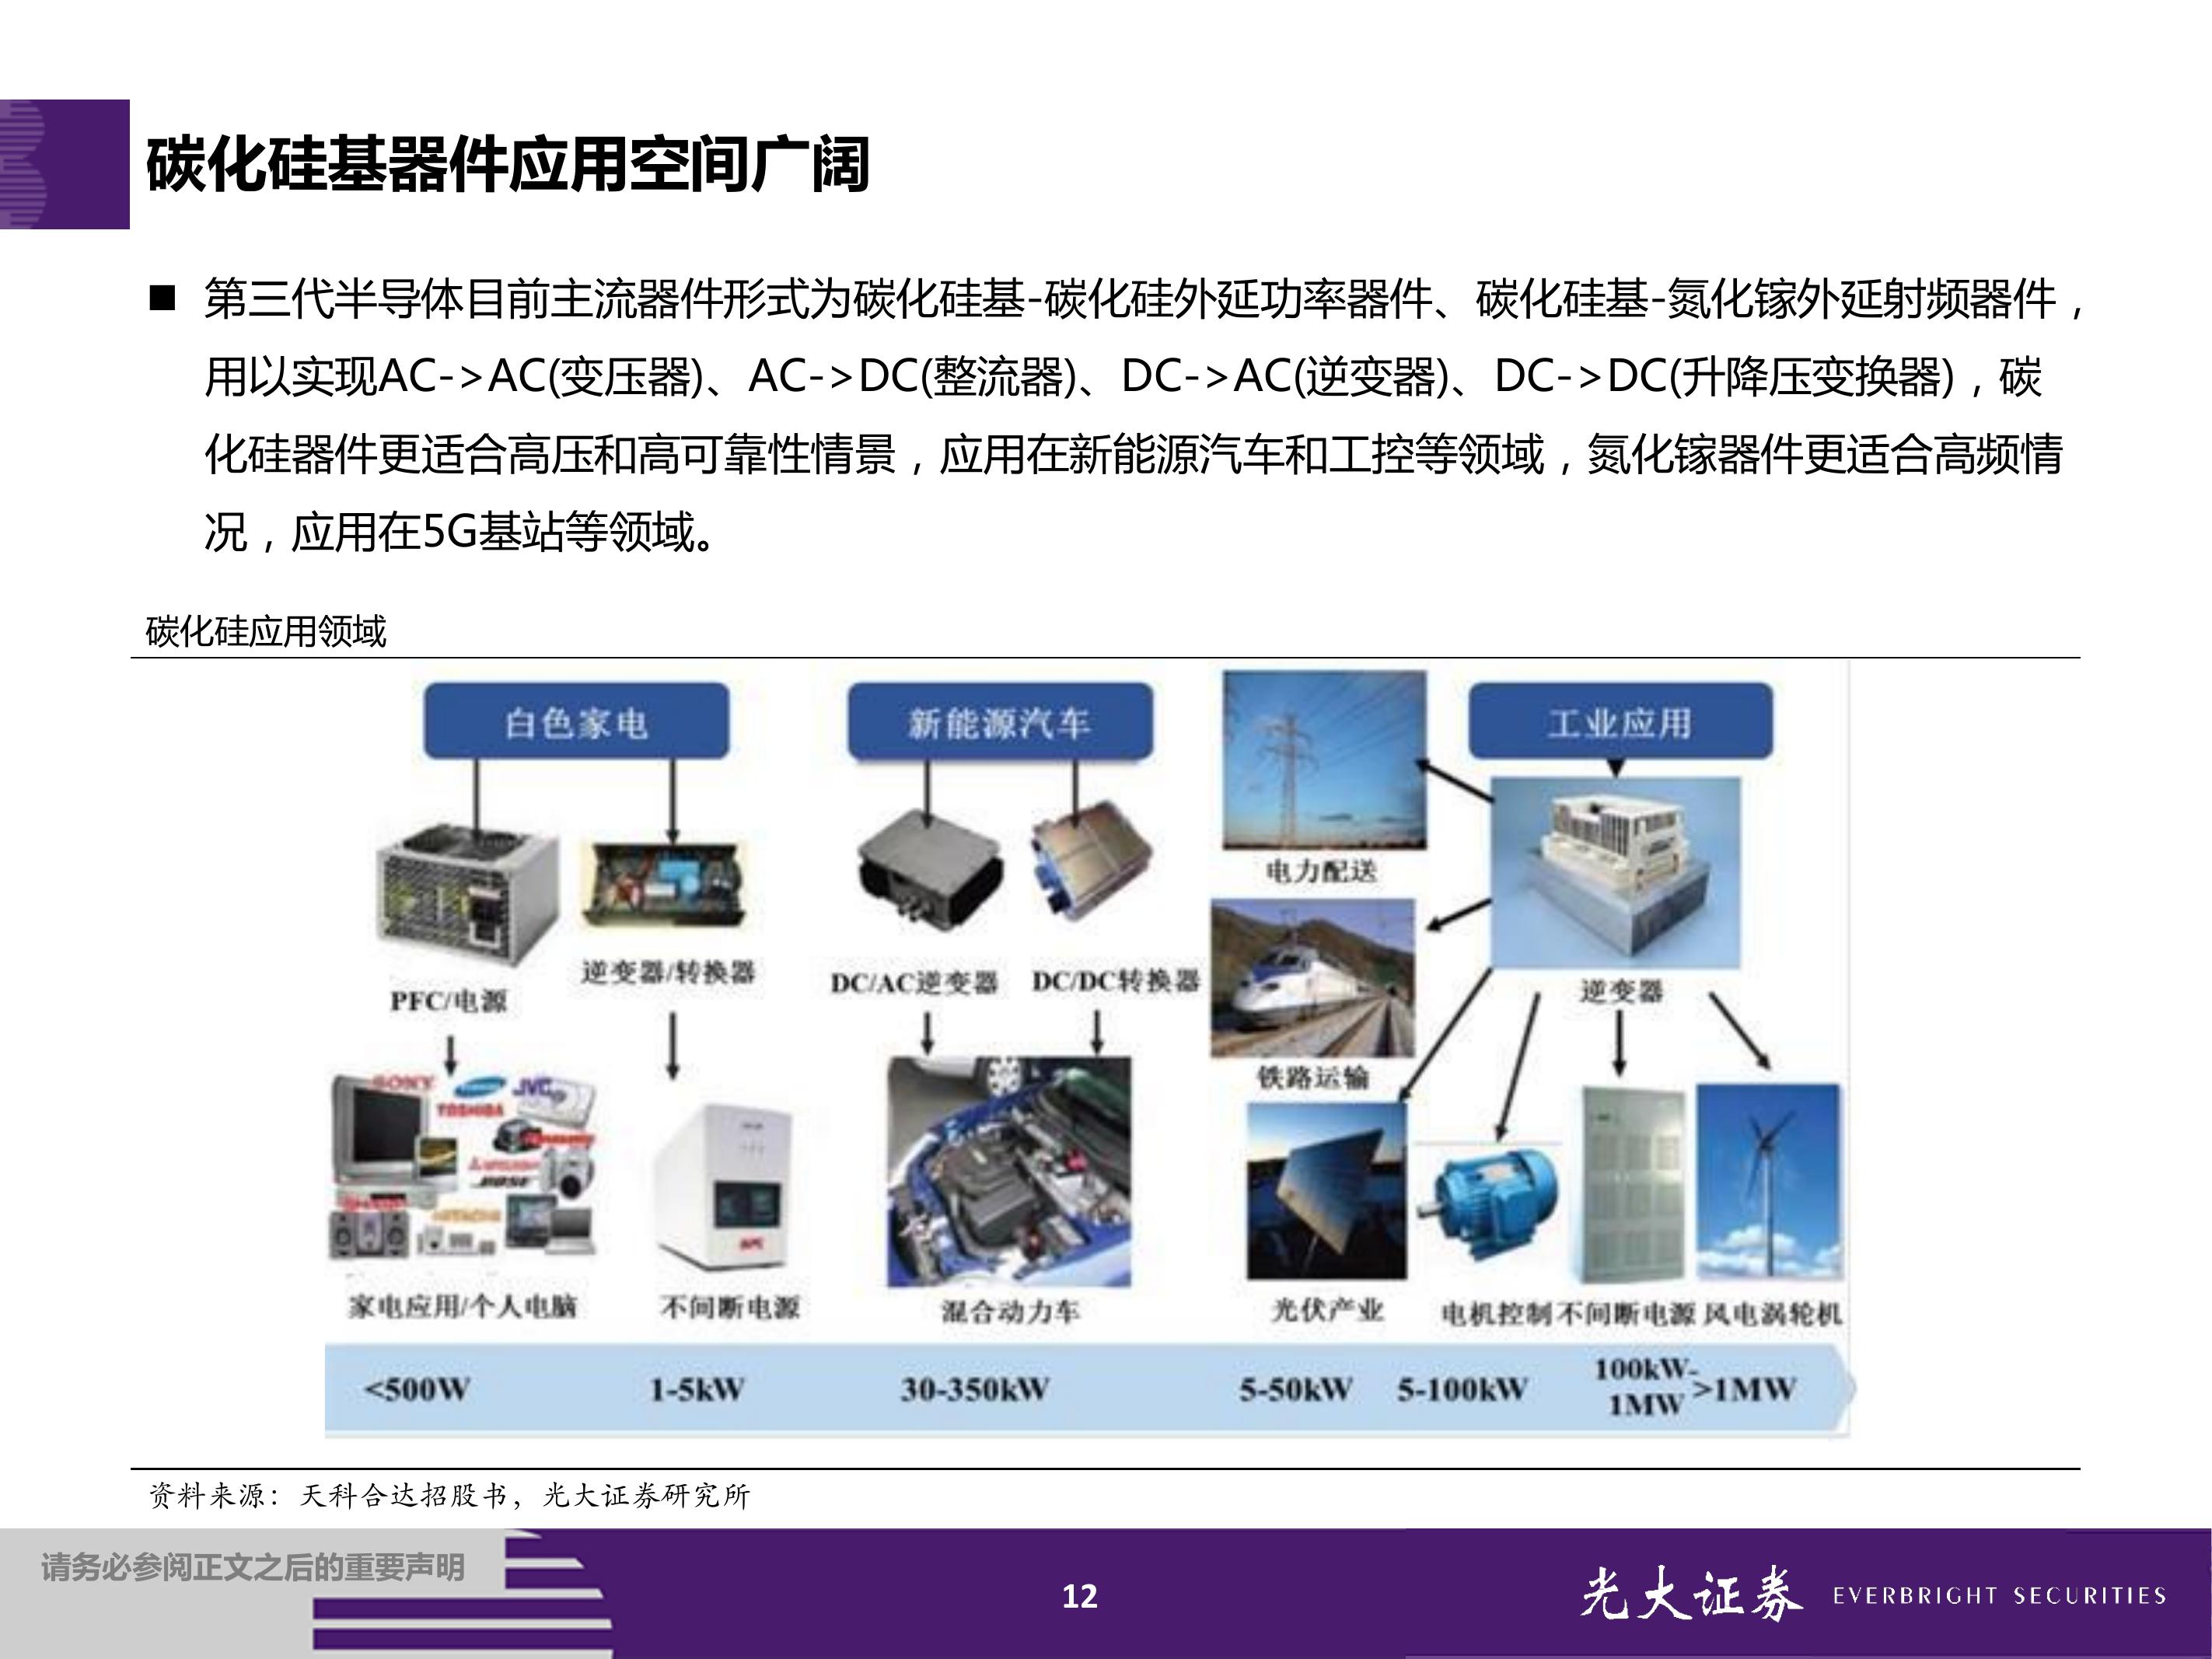 碳化硅基器件应用空间广阔
■ 第三代半导体目前主流器件形式为碳化硅基-碳化硅外延功率器件、碳化硅基-氮化镓外延射频器件，
用以实现AC->AC(变压器)、AC->DC(整流器)、DC->AC(逆变器)、DC->DC(升降压变换器)，碳
化硅器件更适合高压和高可靠性情景，应用在新能源汽车和工控等领域，氮化镓器件更适合高频情
况，应用在5G基站等领域。
碳化硅应用领域
白色家电
新能源汽车
工业应用
电力配送
PFC/电源
逆变器/转换器
DC/AC逆变器
DC/DC转换器
逆变器
铁路运输
SONY
JVC
TOSHIBA
BOSE
HITACHI
APC
家电应用/个人电脑
不间断电源
混合动力车
光伏产业
电机控制
不间断电源
风电涡轮机
<500W
1-5kW
30-350kW
5-50kW
5-100kW
100kW-
1MW
>1MW
资料来源：天科合达招股书，光大证券研究所
请务必参阅正文之后的重要声明
12
光大证券 EVERBRIGHT SECURITIES